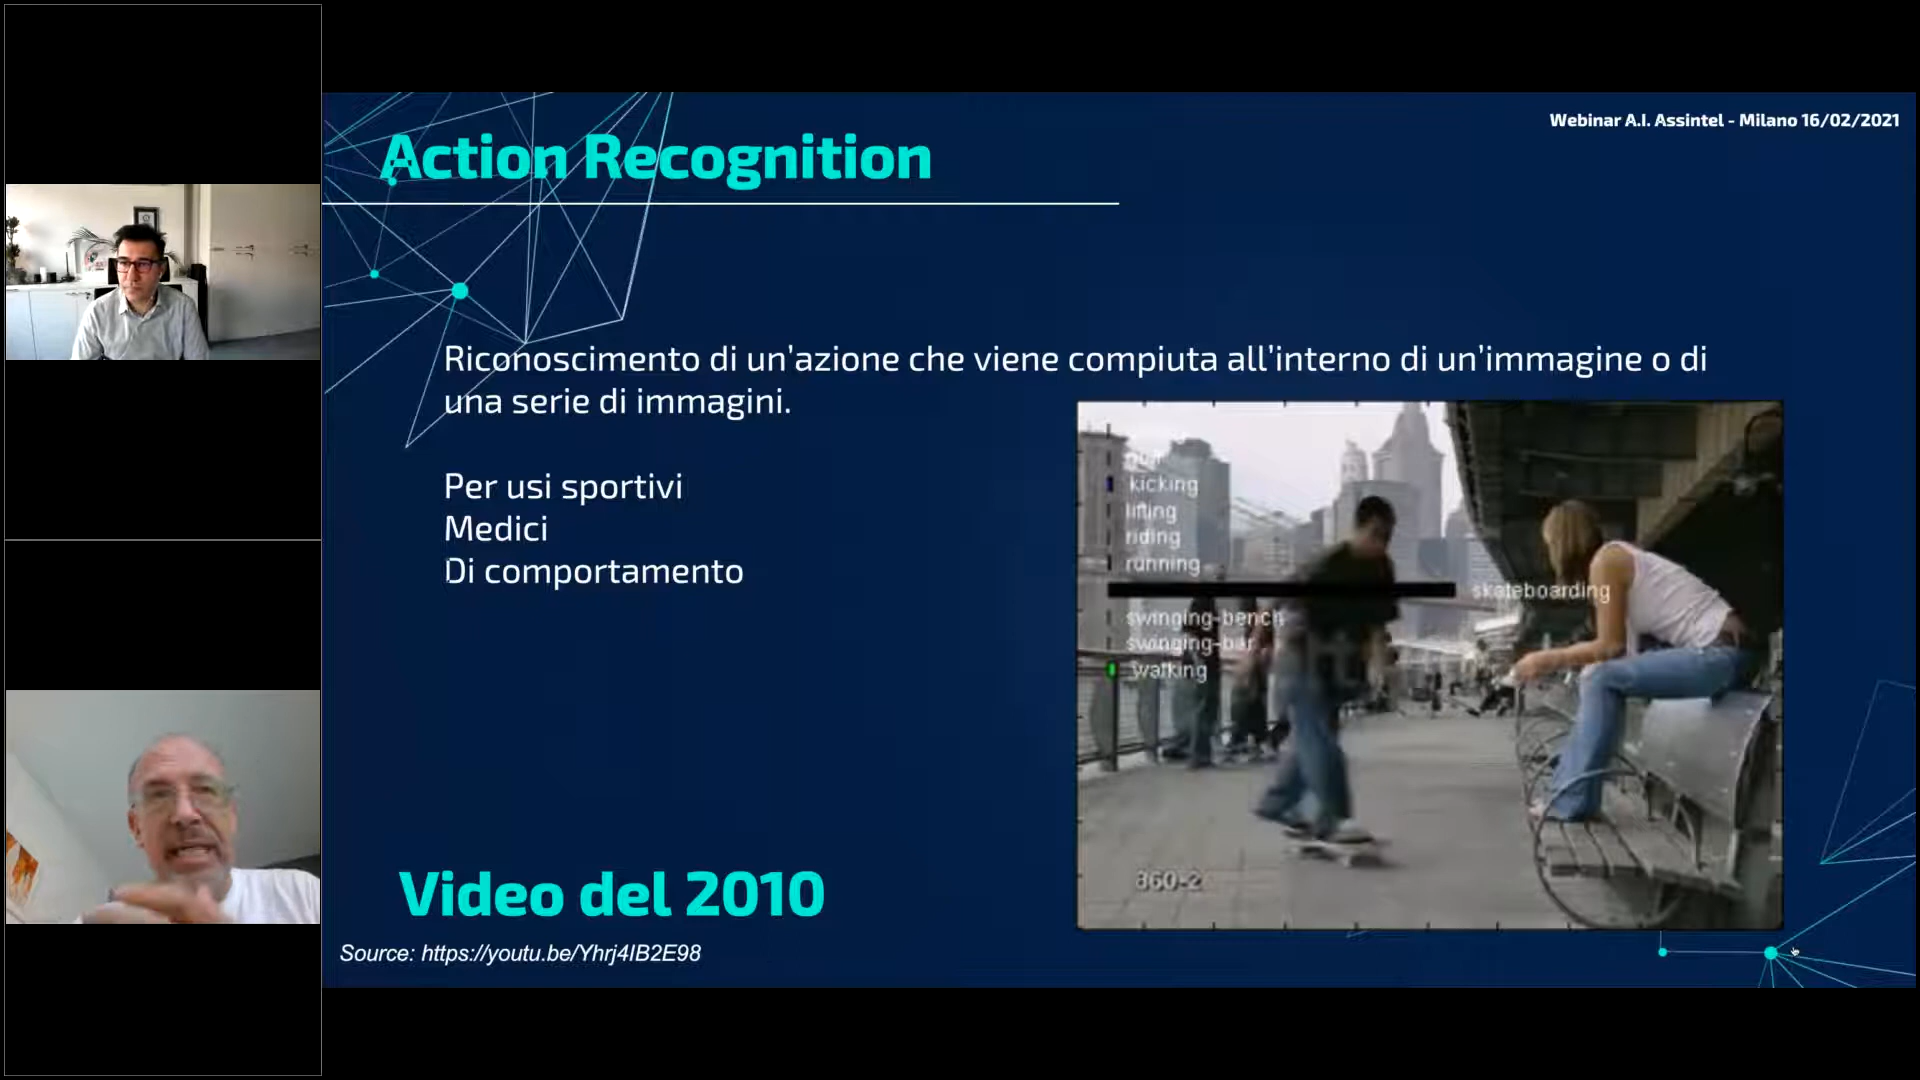 Webinar A.I. Assintel - Milano 16/02/2021
Action Recognition
Riconoscimento di un’azione che viene compiuta all’interno di un’immagine o di
una serie di immagini.
Per usi sportivi
Medici
Di comportamento
kicking
lifting
riding
running
skateboarding
swinging-bench
swinging-bar
walking
860-2
Video del 2010
Source: https://youtu.be/Yhrj4IB2E98